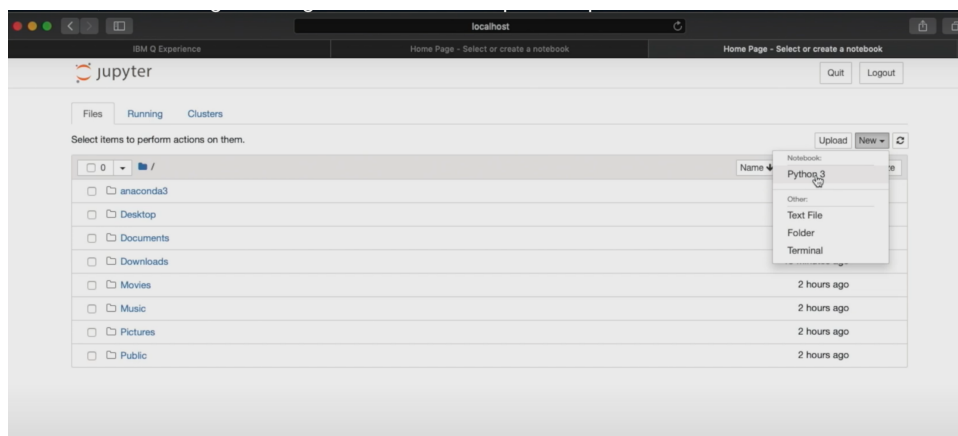 localhost
IBM Q Experience
Home Page - Select or create a notebook
Home Page - Select or create a notebook
jupyter
Quit
Logout
Files
Running
Clusters
Select items to perform actions on them.
Upload
New
0
/
Name
Notebook:
Python 3
Other:
Text File
Folder
Terminal
anaconda3
Desktop
Documents
Downloads
Movies
2 hours ago
Music
2 hours ago
Pictures
2 hours ago
Public
2 hours ago